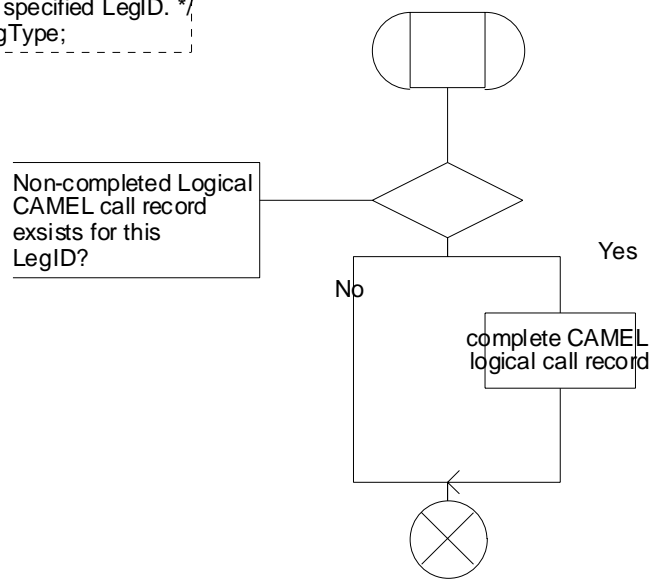 specified LegID. */
gType;
Non-completed Logical
CAMEL call record
exsists for this
LegID?
Yes
No
complete CAMEL
logical call record